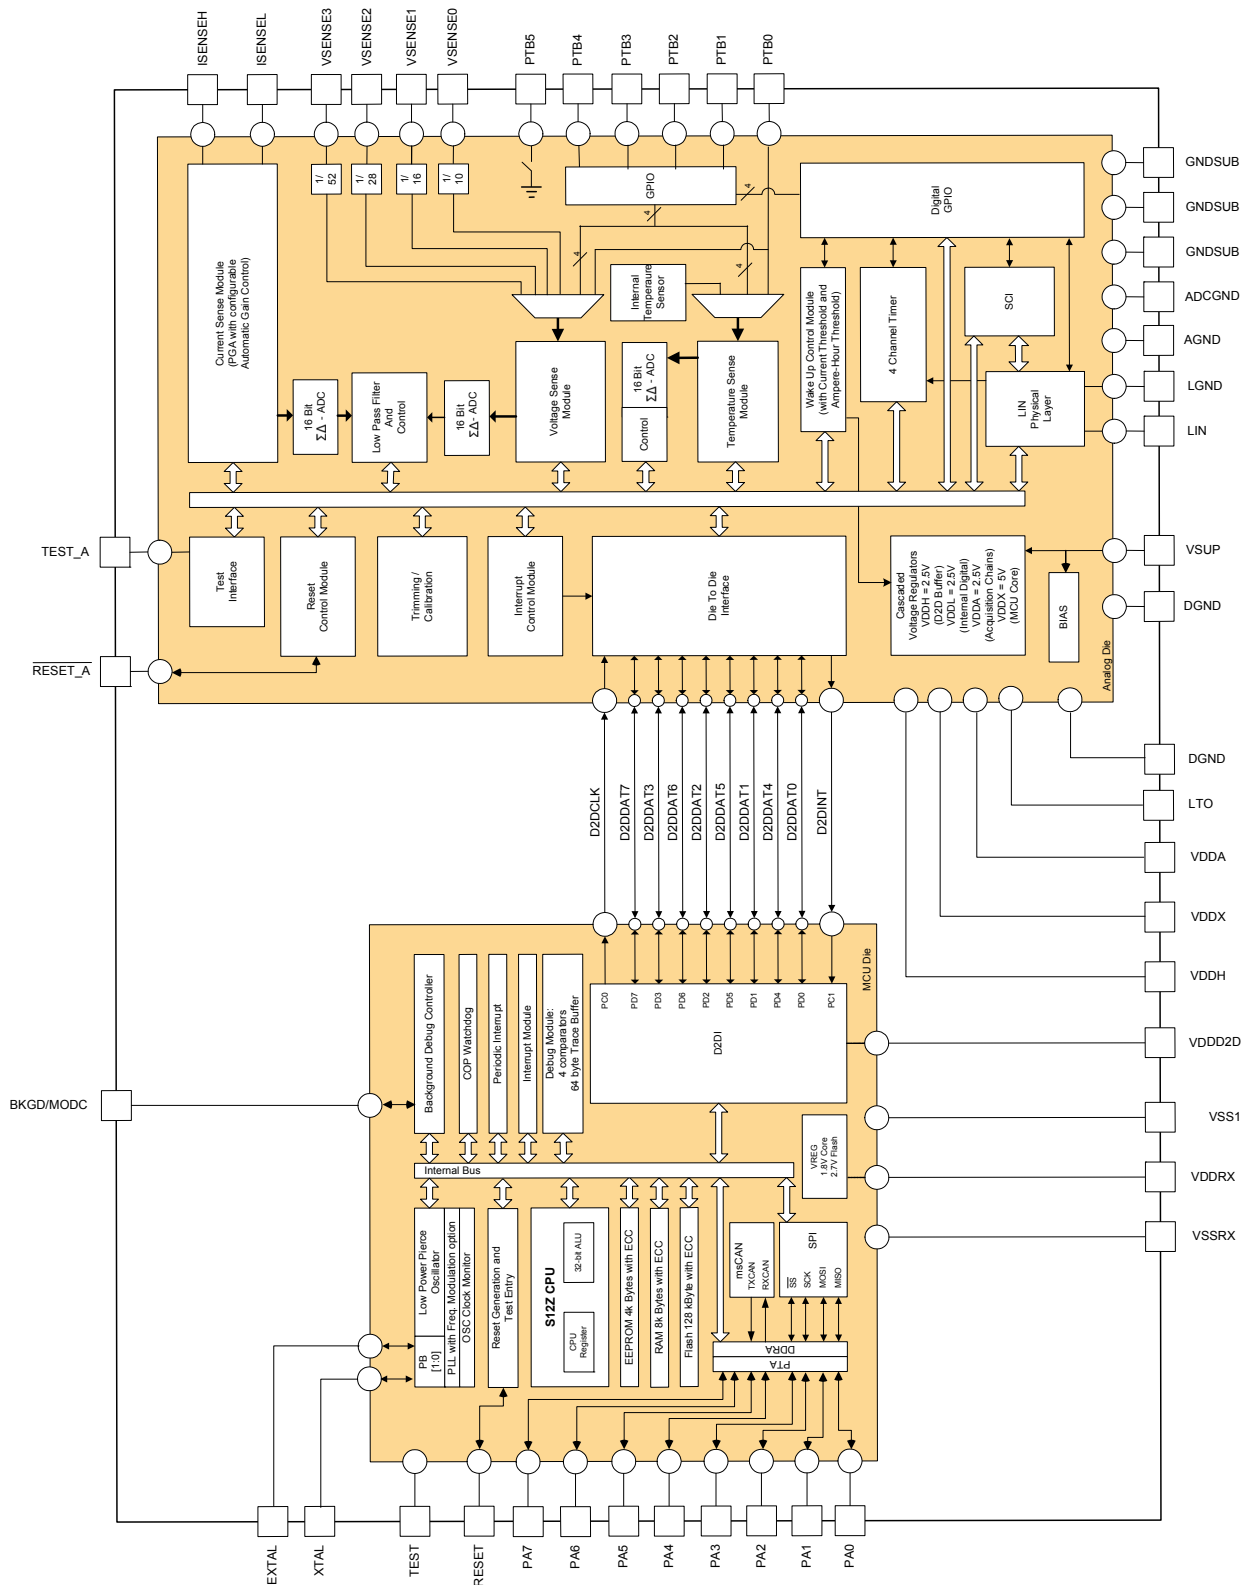 ISENSEH
ISENSEL
VSENSE3
VSENSE2
VSENSE1
VSENSE0
PTB5
PTB4
PTB3
PTB2
PTB1
PTB0
GNDSUB
GNDSUB
GNDSUB
ADCGND
AGND
LGND
LIN
VSUP
DGND
TEST_A
RESET_A
Current Sense Module
(PGA with configurable
Automatic Gain Control)
1/
52
1/
28
1/
16
1/
10
GPIO
4
4
4
4
Digital
GPIO
Internal
Temperaure
Sensor
16 Bit
ΣΔ - ADC
Low Pass Filter
And
Control
16 Bit
ΣΔ - ADC
Voltage Sense
Module
16 Bit
ΣΔ - ADC
Control
Temperature Sense
Module
Wake Up Control Module
(with Current Threshold and
Ampere-Hour Threshold)
4 Channel Timer
SCI
LIN
Physical
Layer
Test
Interface
Reset
Control Module
Trimming /
Calibration
Interrupt
Control Module
Die To Die
Interface
Cascaded
Voltage Regulators
VDDH = 2.5V
(D2D Buffer)
VDDL = 2.5V
(Internal Digital)
VDDA = 2.5V
(Acquisition Chains)
VDDX = 5V
(MCU Core)
BIAS
Analog Die
DGND
LTO
VDDA
VDDX
VDDH
D2DCLK
D2DDAT7
D2DDAT3
D2DDAT6
D2DDAT2
D2DDAT5
D2DDAT1
D2DDAT4
D2DDAT0
D2DINT
MCU Die
BKGD/MODC
Background Debug Controller
COP Watchdog
Periodic Interrupt
Interrupt Module
Debug Module:
4 comparators
64 byte Trace Buffer
PC0
PD7
PD3
PD6
PD2
PD5
PD1
PD4
PD0
PC1
D2DI
VDDD2D
VSS1
VDDRX
VSSRX
Internal Bus
VREG
1.8V Core
2.7V Flash
Low Power Pierce
Oscillator
PB
[1:0]
PLL with Freq. Modulation option
OSC Clock Monitor
Reset Generation and
Test Entry
S12Z CPU
32-bit ALU
CPU
Register
EEPROM 4k Bytes with ECC
RAM 8k Bytes with ECC
Flash 128 kByte with ECC
msCAN
TXCAN
RXCAN
SPI
SS
SCK
MOSI
MISO
DDRA
PTA
EXTAL
XTAL
TEST
RESET
PA7
PA6
PA5
PA4
PA3
PA2
PA1
PA0